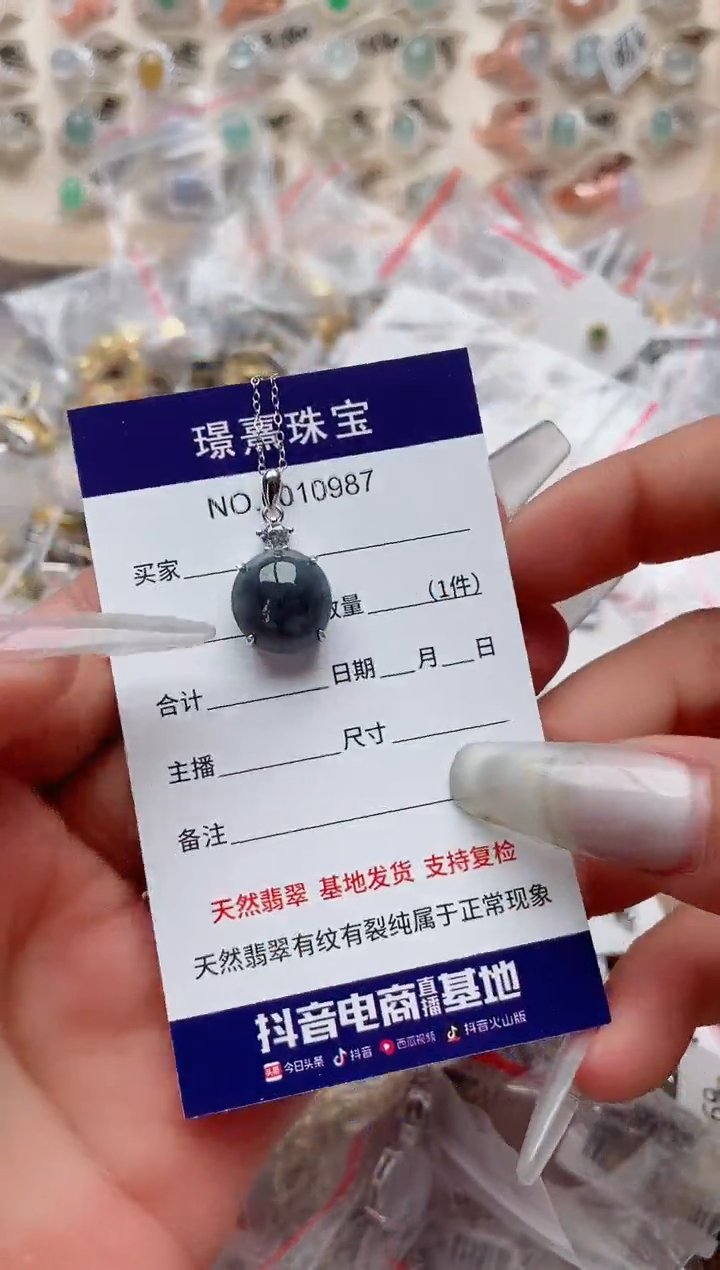 璟熹珠宝
NO. 010987
买家
数量 (1件)
合计 日期 月 日
主播 尺寸
备注
天然翡翠 基地发货 支持复检
天然翡翠有纹有裂纯属于正常现象
抖音电商直播基地
头条 今日头条 抖音 西瓜视频 抖音火山版